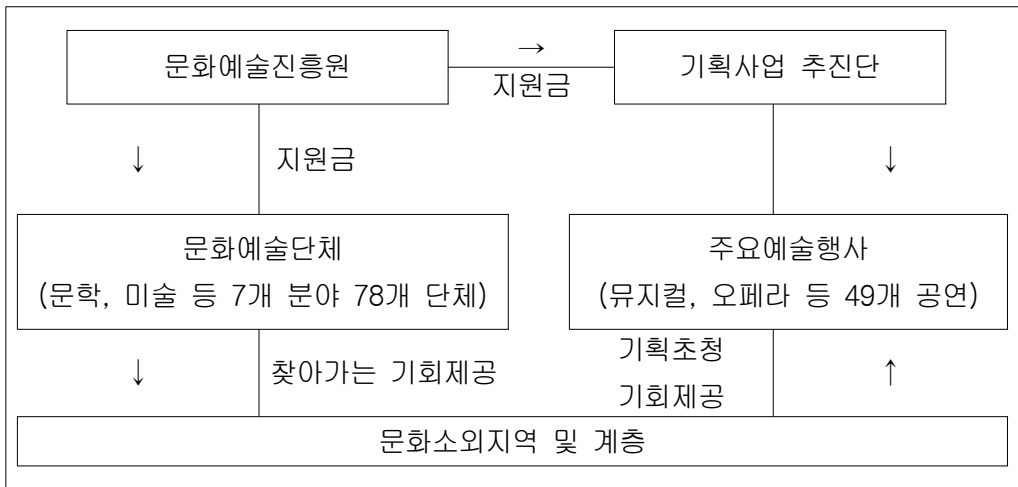 문화예술진흥원
→
지원금
기획사업 추진단
↓
지원금
↓
문화예술단체
(문학, 미술 등 7개 분야 78개 단체)
주요예술행사
(뮤지컬, 오페라 등 49개 공연)
↓
찾아가는 기회제공
기획초청
기회제공
↑
문화소외지역 및 계층